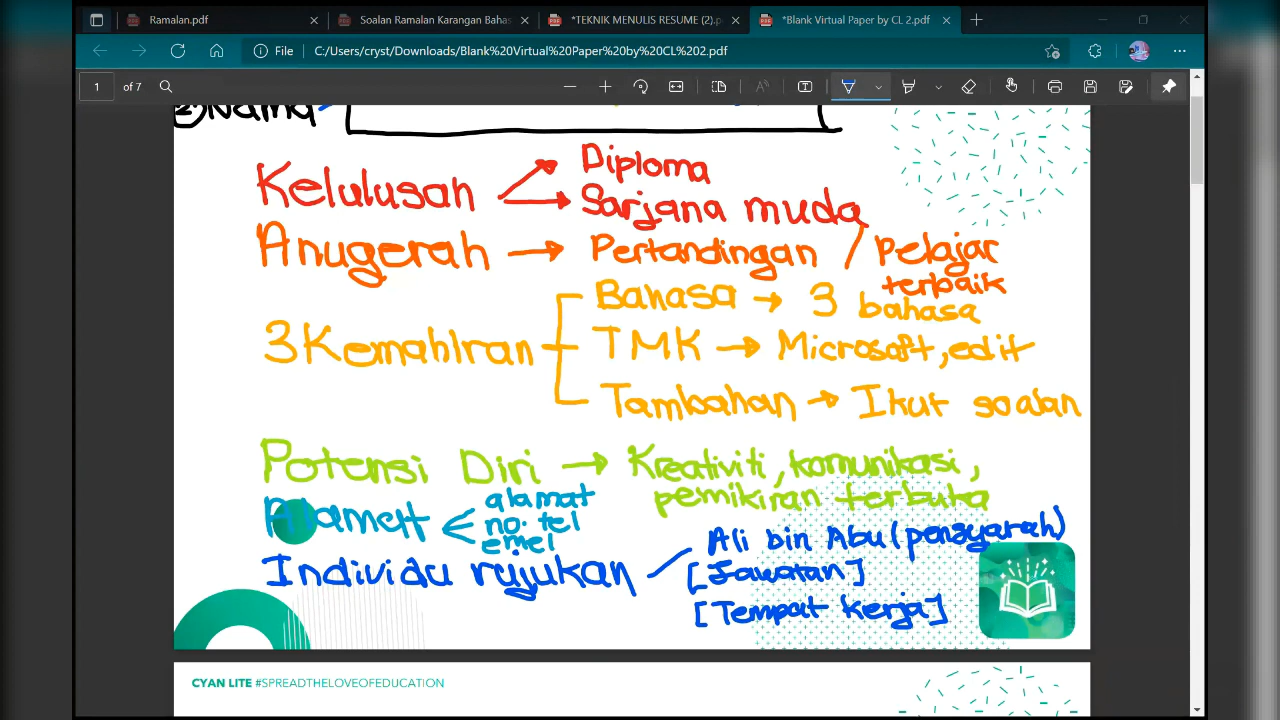 Ramalan.pdf
Soalan Ramalan Karangan Bahas
*TEKNIK MENULIS RESUME (2).p
*Blank Virtual Paper by CL 2.pdf
File
C:/Users/cryst/Downloads/Blank%20Virtual%20Paper%20by%20CL%202.pdf
1 of 7
② Nama
Kelulusan
Diploma
Sarjana muda
Anugerah → Pertandingan / Pelajar terbaik
3 Kemahiran
Bahasa → 3 bahasa
TMK → Microsoft, edit
Tambahan → Ikut soalan
Potensi Diri → Kreativiti, komunikasi,
pemikiran terbuka
Alamat
alamat
no. tel
emel
Individu rujukan
Ali bin Abu (pensyarah)
[Jawatan]
[Tempat kerja]
CYAN LITE #SPREADTHELOVEOFEDUCATION